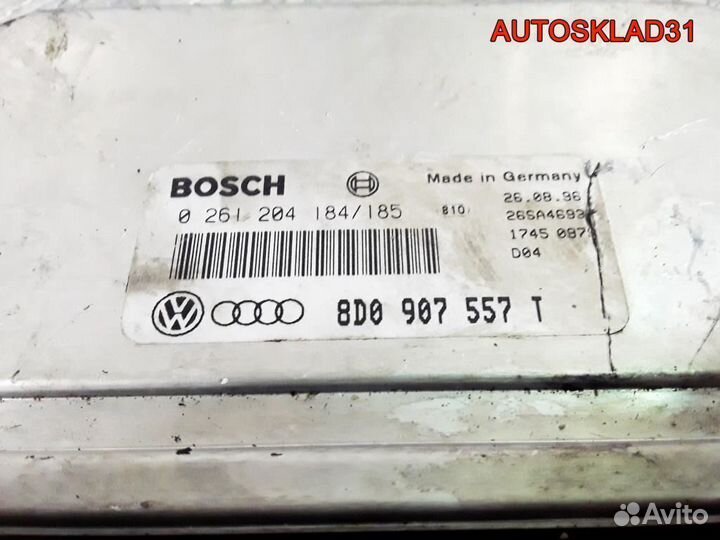 AUTOSKLAD31
BOSCH
Made in Germany
0 261 204 184/185
810
26.08.96
26SA4693
1745 087
D04
8D0 907 557 T
Avito